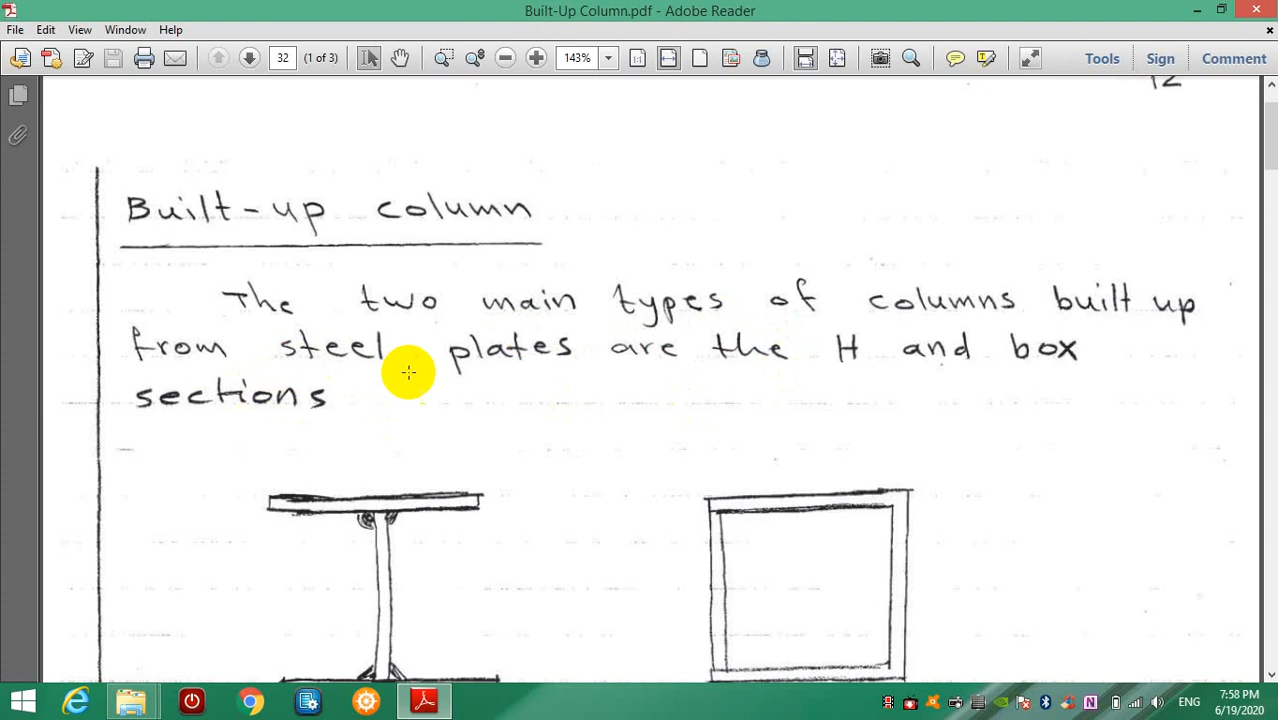 Built-Up Column.pdf - Adobe Reader
File Edit View Window Help
32 (1 of 3) 143% Tools Sign Comment
12
Built-up column
The two main types of columns built up
from steel plates are the H and box
sections
ENG
7:58 PM
6/19/2020